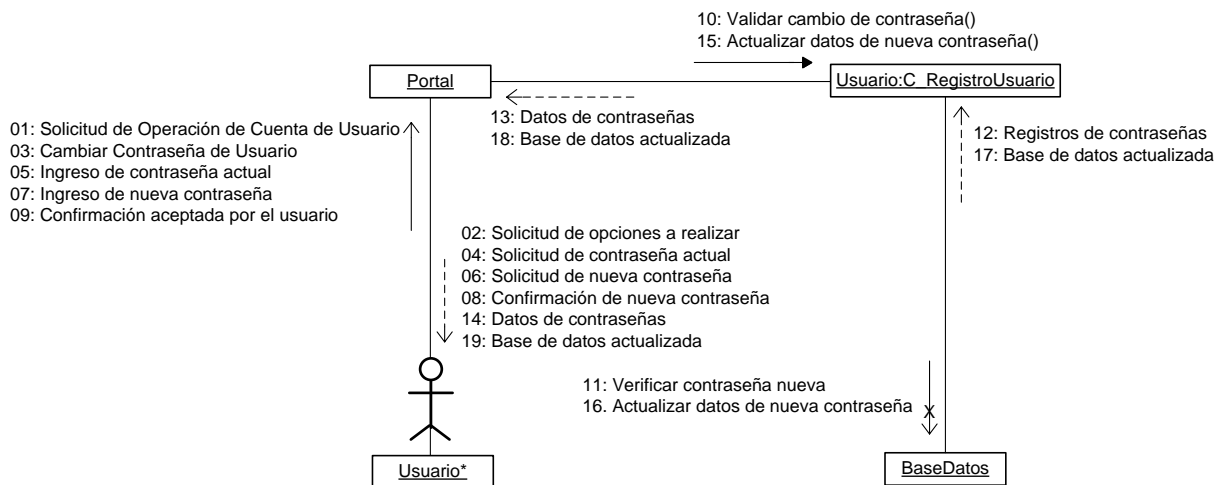 10: Validar cambio de contraseña()
15: Actualizar datos de nueva contraseña()
Portal
Usuario:C_RegistroUsuario
13: Datos de contraseñas
18: Base de datos actualizada
01: Solicitud de Operación de Cuenta de Usuario
03: Cambiar Contraseña de Usuario
05: Ingreso de contraseña actual
07: Ingreso de nueva contraseña
09: Confirmación aceptada por el usuario
12: Registros de contraseñas
17: Base de datos actualizada
02: Solicitud de opciones a realizar
04: Solicitud de contraseña actual
06: Solicitud de nueva contraseña
08: Confirmación de nueva contraseña
14: Datos de contraseñas
19: Base de datos actualizada
11: Verificar contraseña nueva
16. Actualizar datos de nueva contraseña
X
Usuario*
BaseDatos